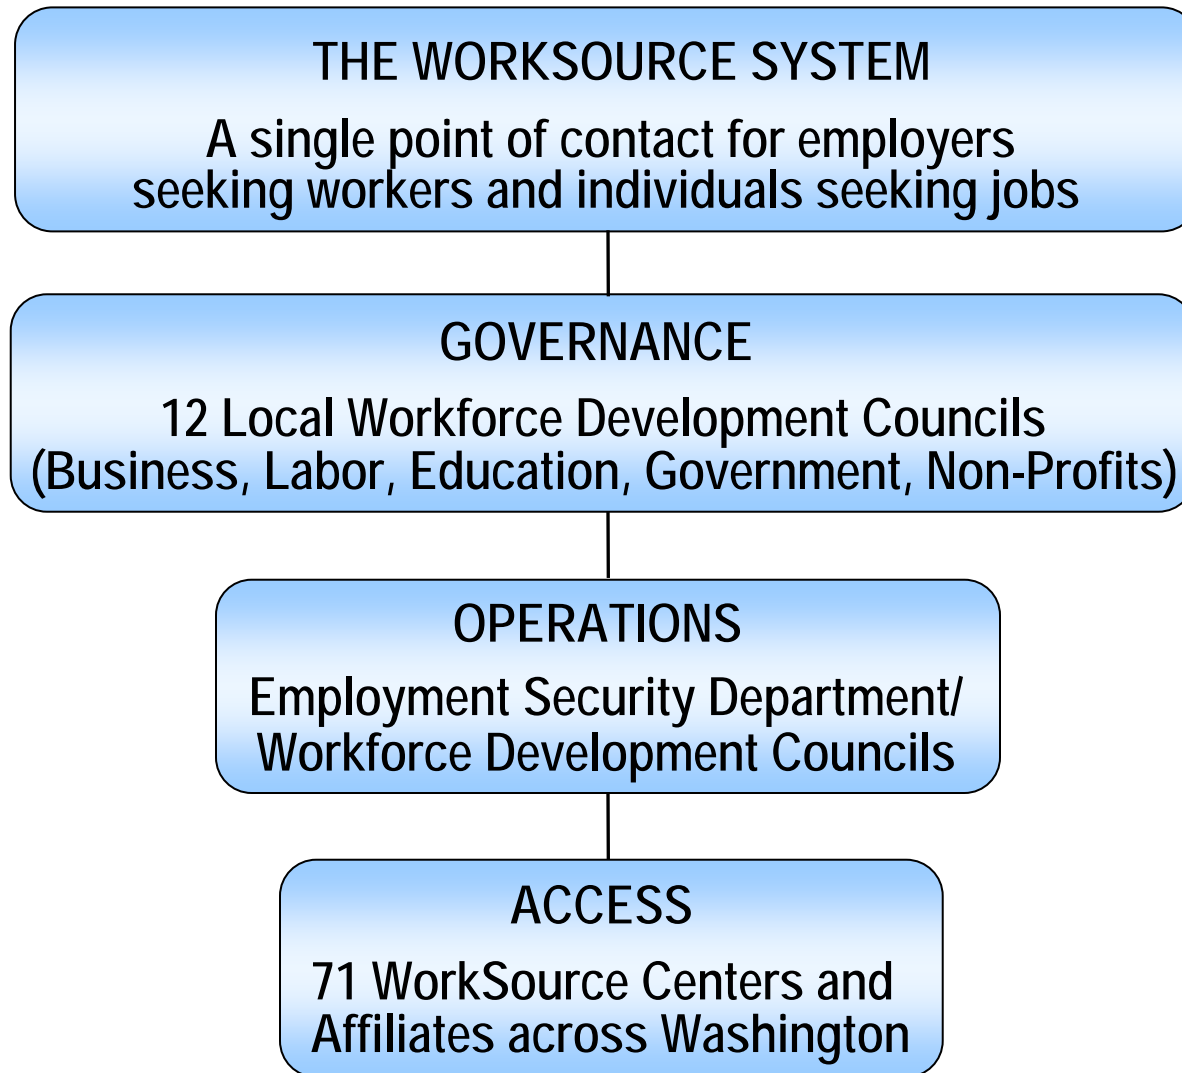 THE WORKSOURCE SYSTEM
A single point of contact for employers
seeking workers and individuals seeking jobs
GOVERNANCE
12 Local Workforce Development Councils
(Business, Labor, Education, Government, Non-Profits)
OPERATIONS
Employment Security Department/
Workforce Development Councils
ACCESS
71 WorkSource Centers and
Affiliates across Washington